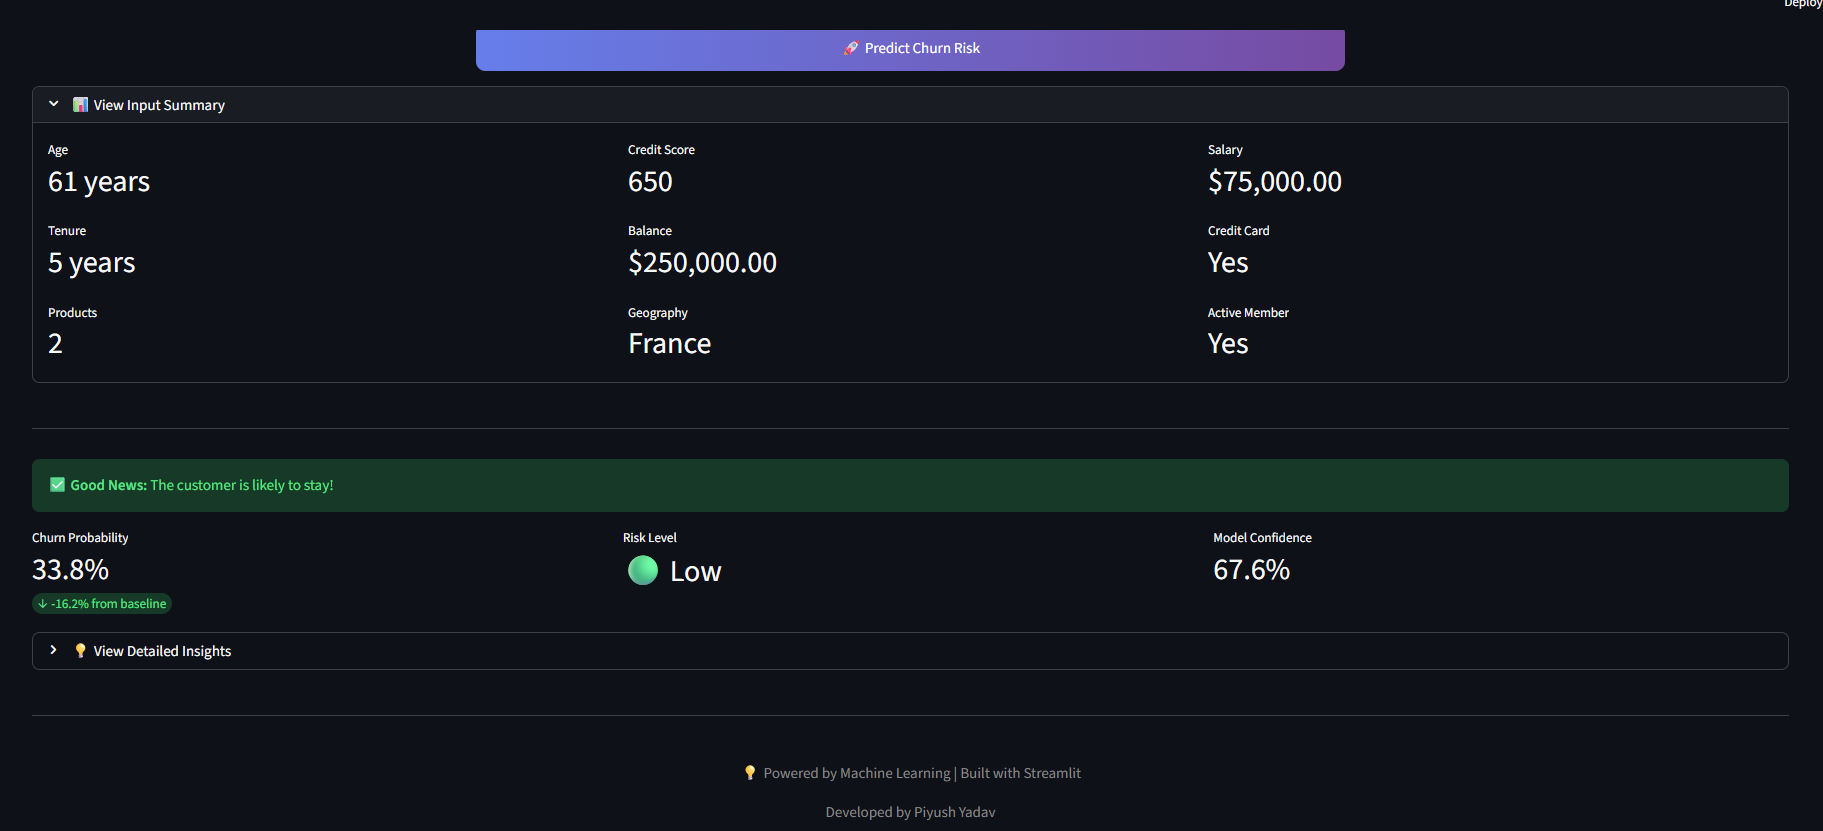 Deploy
🚀 Predict Churn Risk
📊 View Input Summary
Age
61 years
Credit Score
650
Salary
$75,000.00
Tenure
5 years
Balance
$250,000.00
Credit Card
Yes
Products
2
Geography
France
Active Member
Yes
✅ Good News: The customer is likely to stay!
Churn Probability
33.8%
↓ -16.2% from baseline
Risk Level
🟢 Low
Model Confidence
67.6%
💡 View Detailed Insights
💡 Powered by Machine Learning | Built with Streamlit
Developed by Piyush Yadav